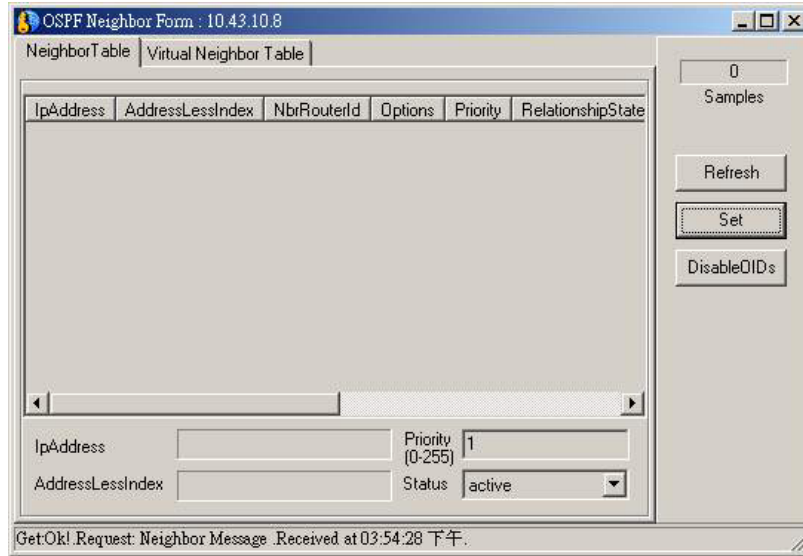 OSPF Neighbor Form : 10.43.10.8
NeighborTable Virtual Neighbor Table
0
Samples
IpAddress AddressLessIndex NbrRouterId Options Priority RelationshipState
Refresh
Set
DisableOIDs
IpAddress
Priority (0-255) 1
AddressLessIndex
Status active
Get:Ok! .Request: Neighbor Message .Received at 03:54:28 下午.